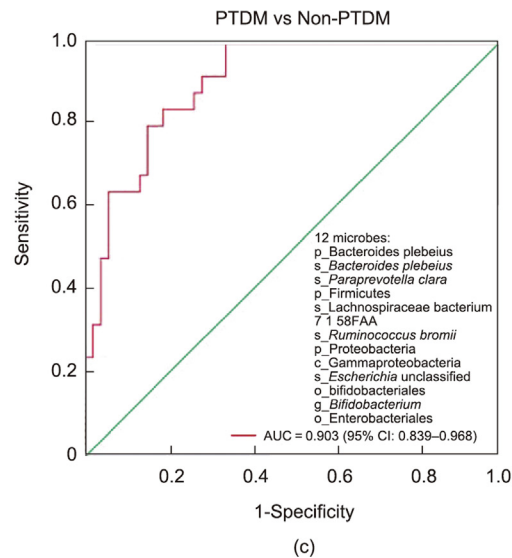 PTDM vs Non-PTDM
1.0
0.8
0.6
0.4
0.2
0
Sensitivity
12 microbes:
p_Bacteroides plebeius
s_Bacteroides plebeius
s_Paraprevotella clara
p_Firmicutes
s_Lachnospiraceae bacterium
7 1 58FAA
s_Ruminococcus bromii
p_Proteobacteria
c_Gammaproteobacteria
s_Escherichia unclassified
o_bifidobacteriales
g_Bifidobacterium
o_Enterobacteriales
AUC = 0.903 (95% CI: 0.839–0.968)
0.2 0.4 0.6 0.8 1.0
1-Specificity
(c)